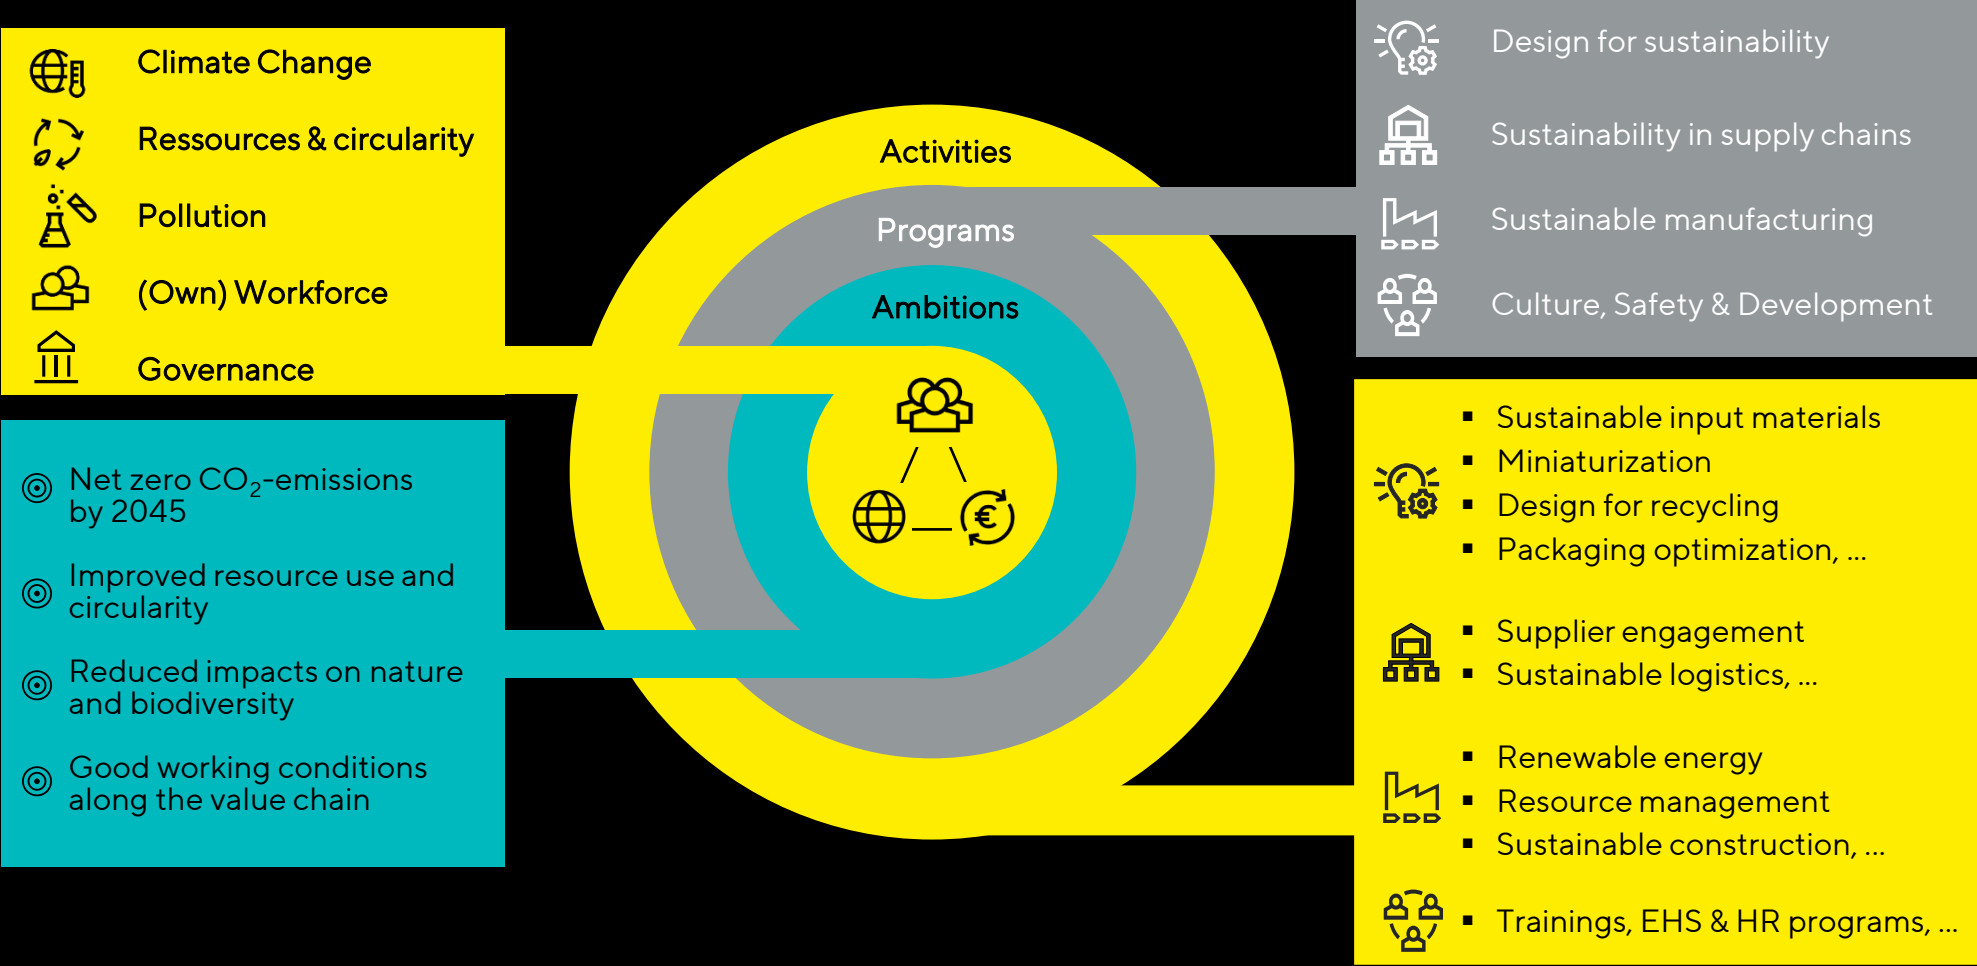 Climate Change
Ressources & circularity
Pollution
(Own) Workforce
Governance
Net zero CO₂-emissions
by 2045
Improved resource use and
circularity
Reduced impacts on nature
and biodiversity
Good working conditions
along the value chain
Activities
Programs
Ambitions
€
Design for sustainability
Sustainability in supply chains
Sustainable manufacturing
Culture, Safety & Development
▪ Sustainable input materials
▪ Miniaturization
▪ Design for recycling
▪ Packaging optimization, ...
▪ Supplier engagement
▪ Sustainable logistics, ...
▪ Renewable energy
▪ Resource management
▪ Sustainable construction, ...
▪ Trainings, EHS & HR programs, ...